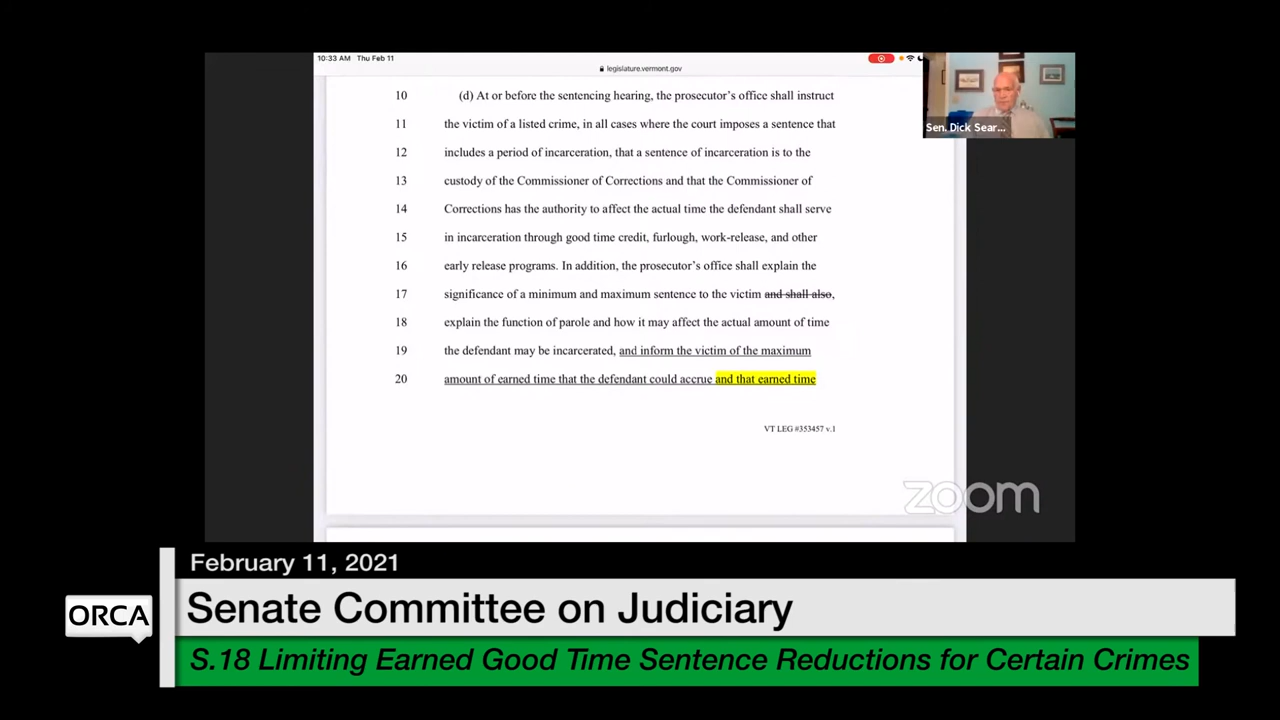 10:33 AM Thu Feb 11
legislature.vermont.gov
Sen. Dick Sear...
10 (d) At or before the sentencing hearing, the prosecutor's office shall instruct
11 the victim of a listed crime, in all cases where the court imposes a sentence that
12 includes a period of incarceration, that a sentence of incarceration is to the
13 custody of the Commissioner of Corrections and that the Commissioner of
14 Corrections has the authority to affect the actual time the defendant shall serve
15 in incarceration through good time credit, furlough, work-release, and other
16 early release programs. In addition, the prosecutor's office shall explain the
17 significance of a minimum and maximum sentence to the victim and shall also,
18 explain the function of parole and how it may affect the actual amount of time
19 the defendant may be incarcerated, and inform the victim of the maximum
20 amount of earned time that the defendant could accrue and that earned time
VT LEG #353457 v.1
zoom
February 11, 2021
ORCA
Senate Committee on Judiciary
S.18 Limiting Earned Good Time Sentence Reductions for Certain Crimes